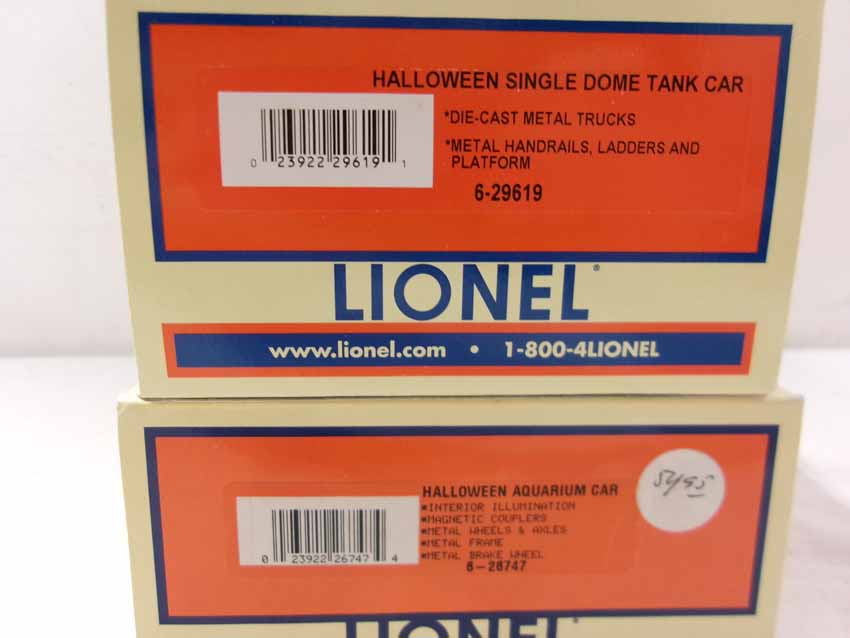 HALLOWEEN SINGLE DOME TANK CAR
*DIE-CAST METAL TRUCKS
*METAL HANDRAILS, LADDERS AND
PLATFORM
6-29619
0 23922 29619 1
LIONEL®
www.lionel.com • 1-800-4LIONEL
HALLOWEEN AQUARIUM CAR
*INTERIOR ILLUMINATION
*MAGNETIC COUPLERS
*METAL WHEELS & AXLES
*METAL FRAME
*METAL BRAKE WHEEL
6-26747
0 23922 26747 4
5495
LIONEL